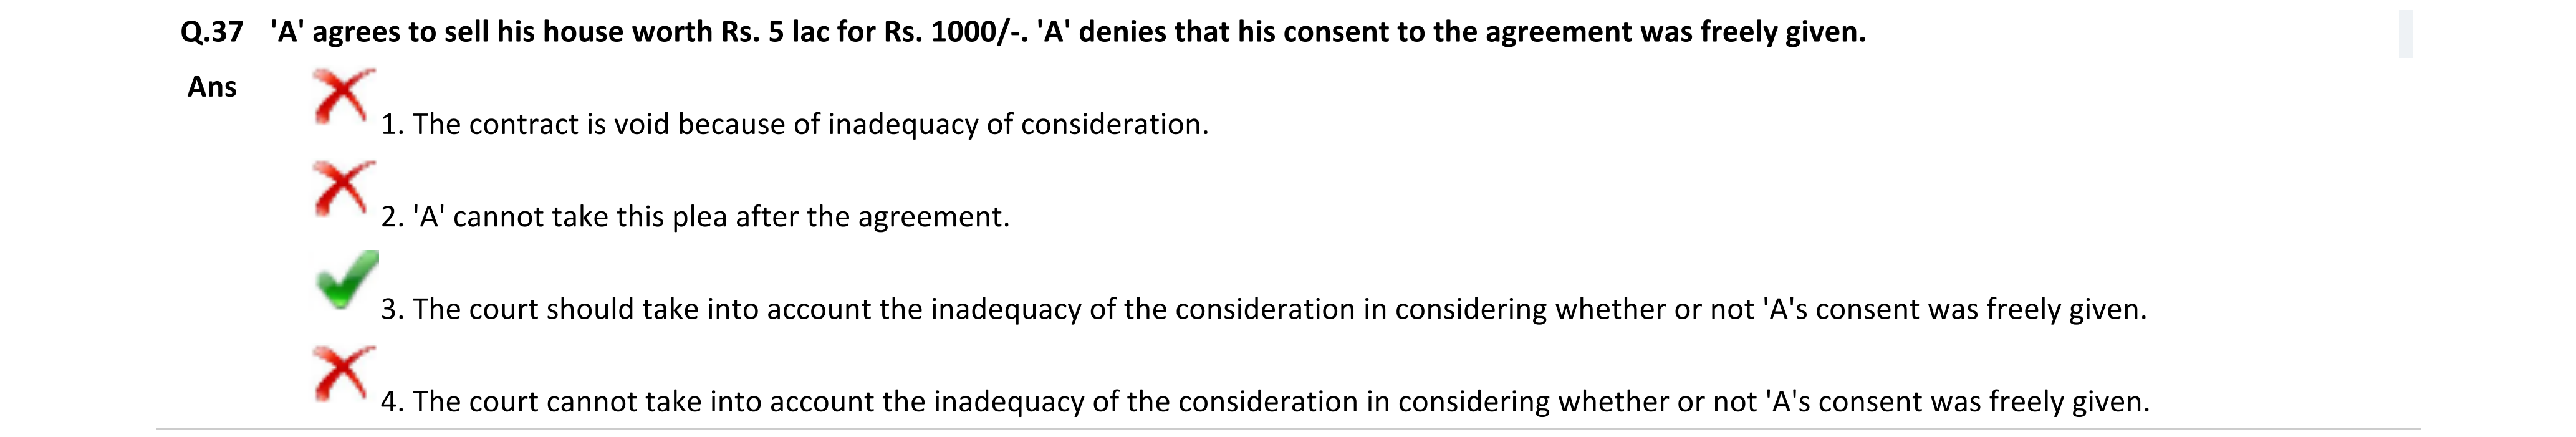 Q.37 'A' agrees to sell his house worth Rs. 5 lac for Rs. 1000/-. 'A' denies that his consent to the agreement was freely given.
Ans
1. The contract is void because of inadequacy of consideration.
2. 'A' cannot take this plea after the agreement.
3. The court should take into account the inadequacy of the consideration in considering whether or not 'A's consent was freely given.
4. The court cannot take into account the inadequacy of the consideration in considering whether or not 'A's consent was freely given.